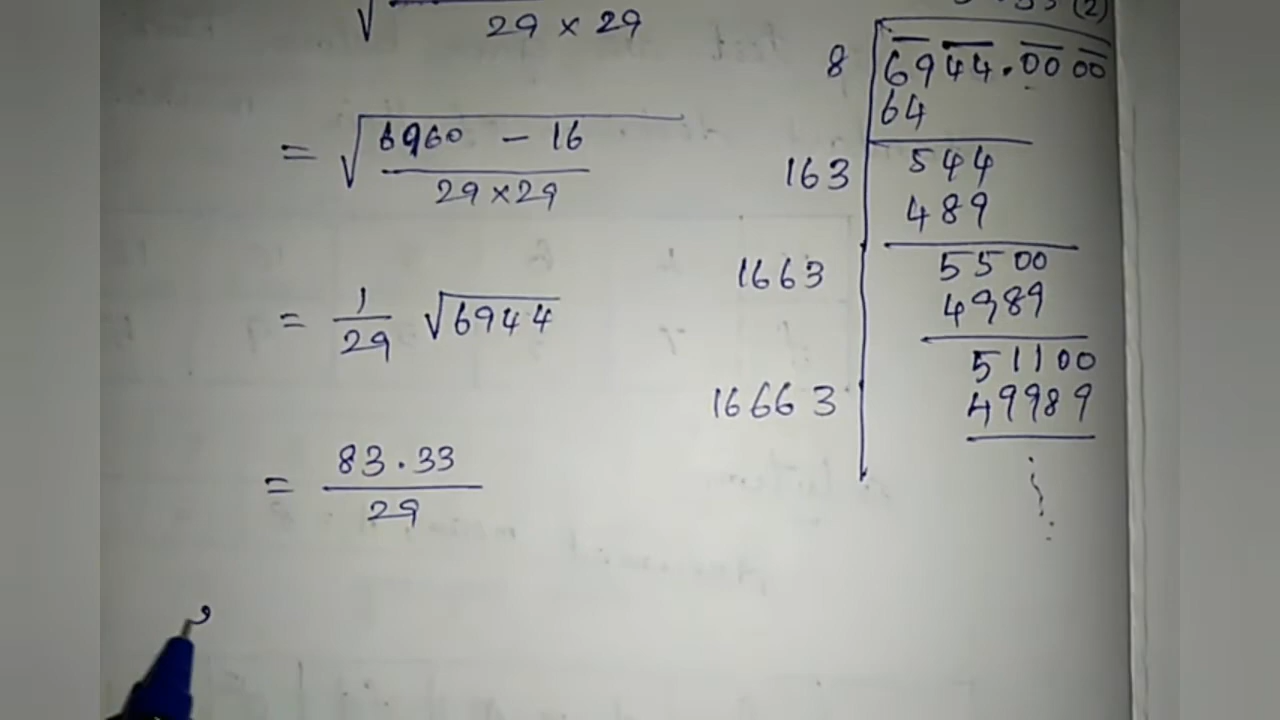 29 × 29
= √ 6960 - 16
29 × 29
= 1/29 √6944
= 83.33
29
(2)
8 6944.0000
64
163 544
489
1663 5500
4989
51100
16663 49989